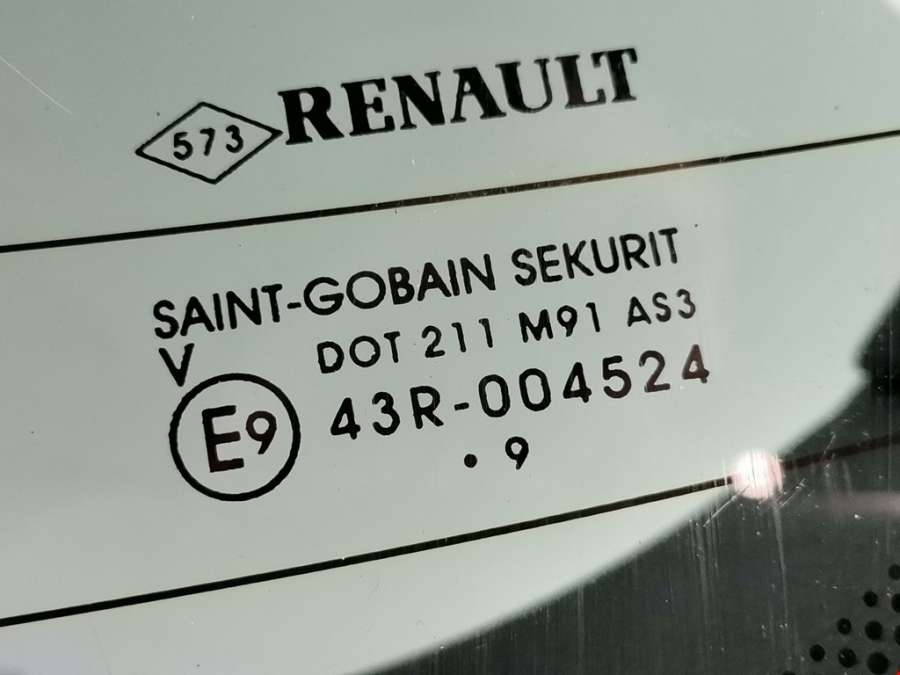 573 RENAULT
SAINT-GOBAIN SEKURIT
V DOT 211 M91 AS3
E9 43R-004524
. 9